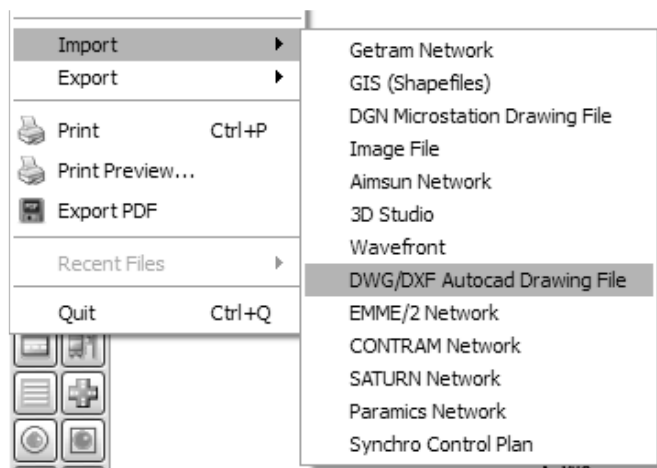 Import
Export
Print Ctrl+P
Print Preview...
Export PDF
Recent Files
Quit Ctrl+Q
Getram Network
GIS (Shapefiles)
DGN Microstation Drawing File
Image File
Aimsun Network
3D Studio
Wavefront
DWG/DXF Autocad Drawing File
EMME/2 Network
CONTRAM Network
SATURN Network
Paramics Network
Synchro Control Plan